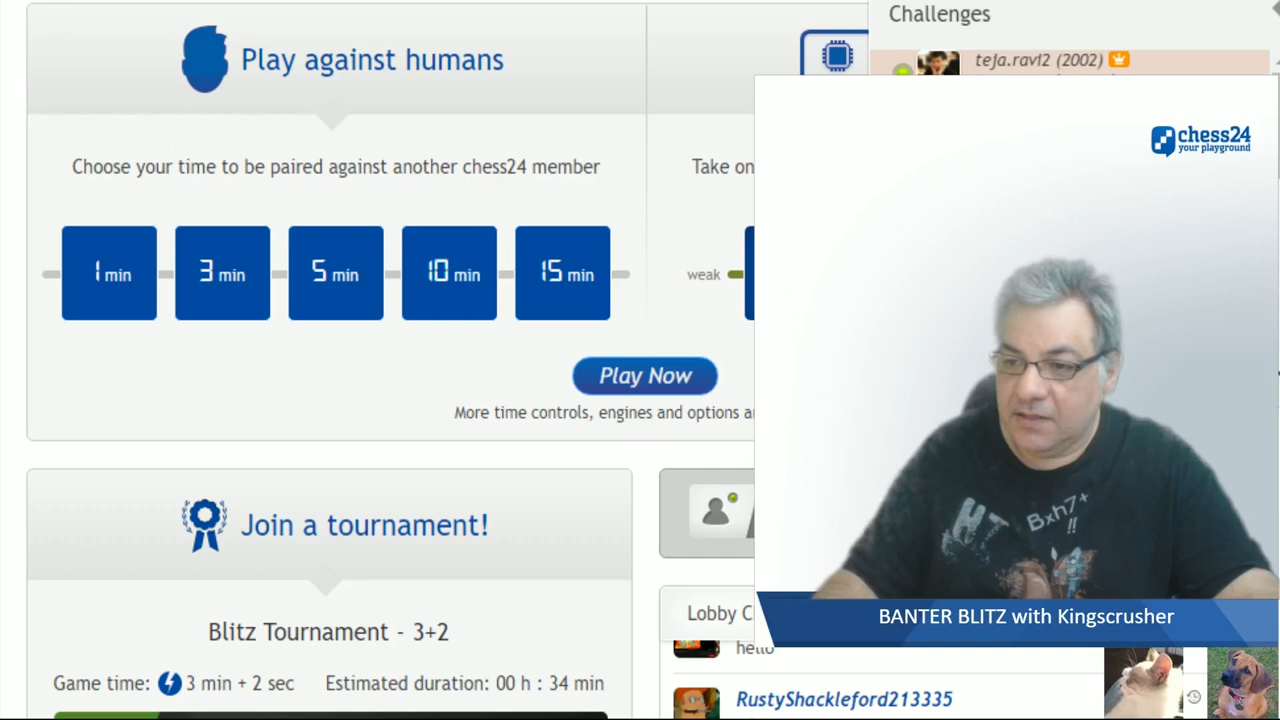 Play against humans
Choose your time to be paired against another chess24 member
1 min
3 min
5 min
10 min
15 min
Take on
weak
Play Now
More time controls, engines and options a
Join a tournament!
Blitz Tournament - 3+2
Game time: 3 min + 2 sec Estimated duration: 00 h : 34 min
Challenges
teja.ravi2 (2002)
chess24
your playground
Bxh7+
!!
BANTER BLITZ with Kingscrusher
Lobby C
hello
RustyShackleford213335